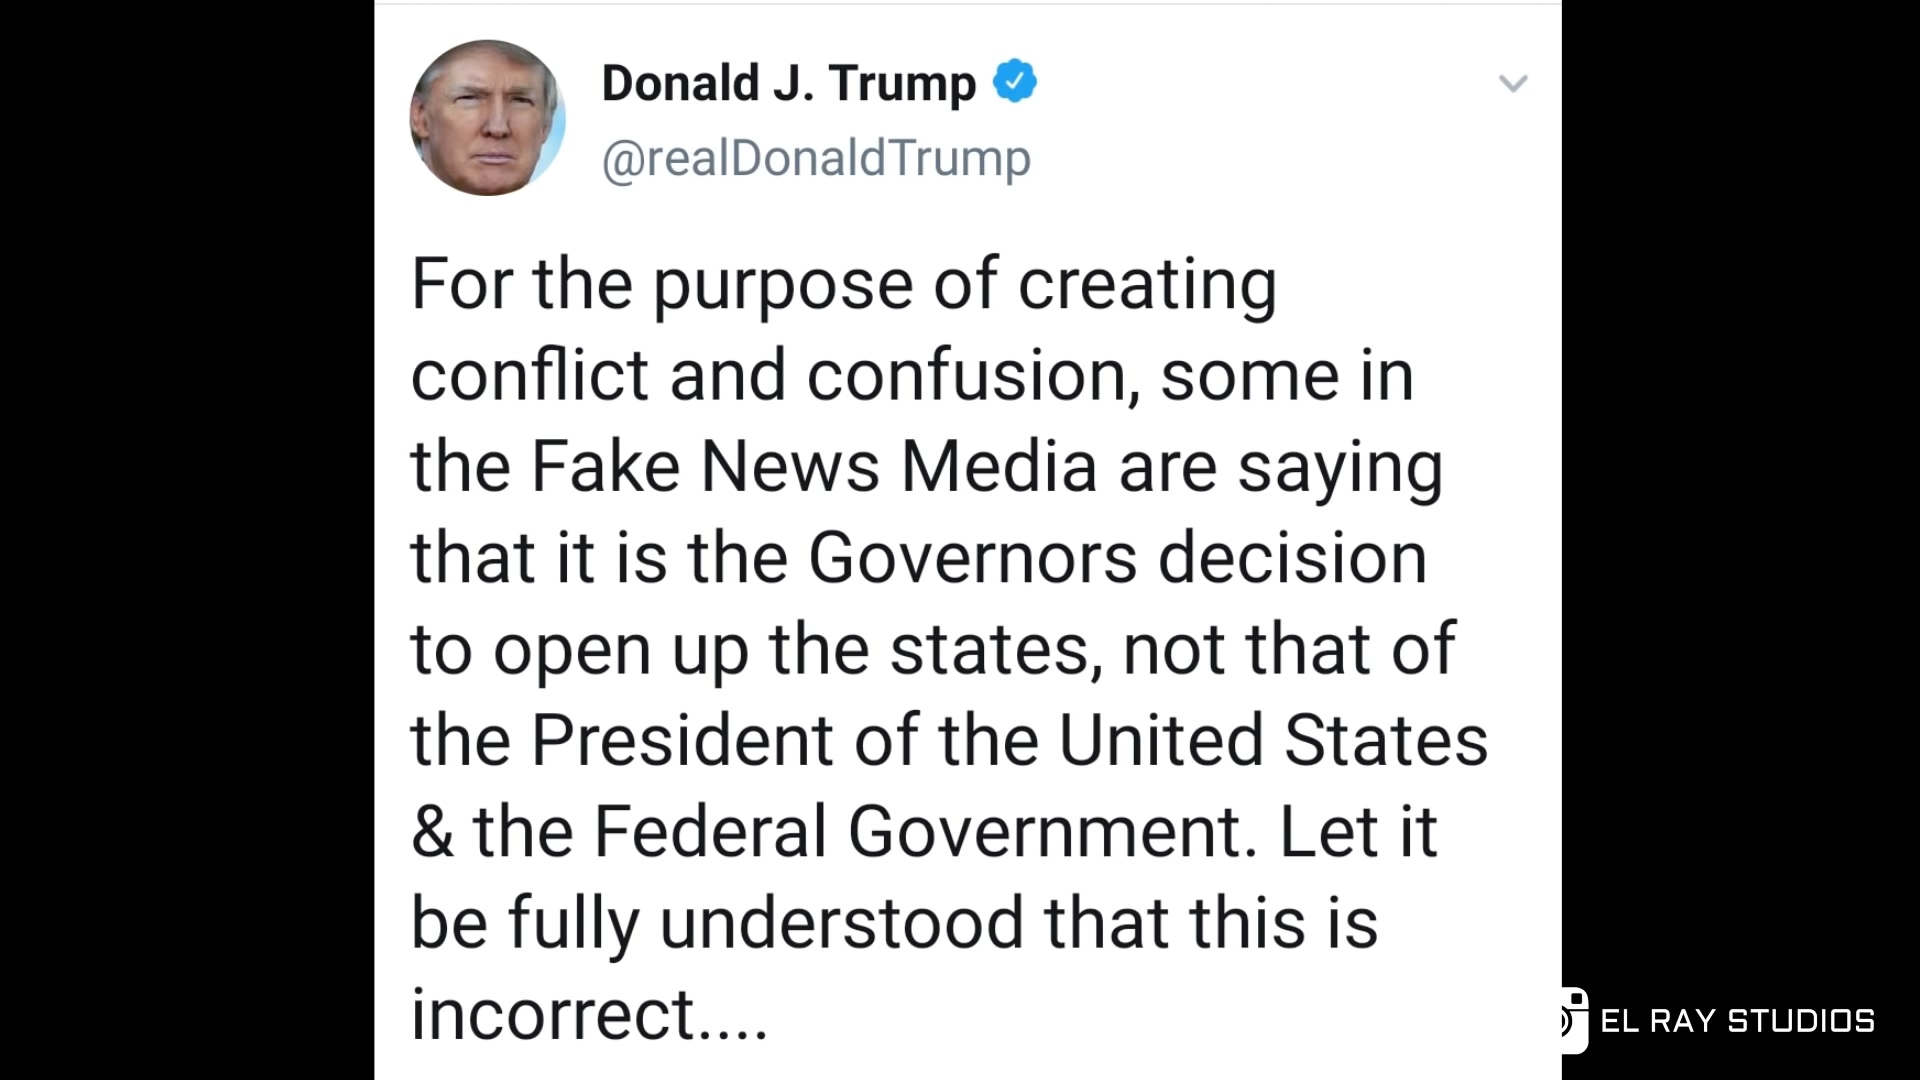 Donald J. Trump
@realDonaldTrump
For the purpose of creating
conflict and confusion, some in
the Fake News Media are saying
that it is the Governors decision
to open up the states, not that of
the President of the United States
& the Federal Government. Let it
be fully understood that this is
incorrect....
EL RAY STUDIOS